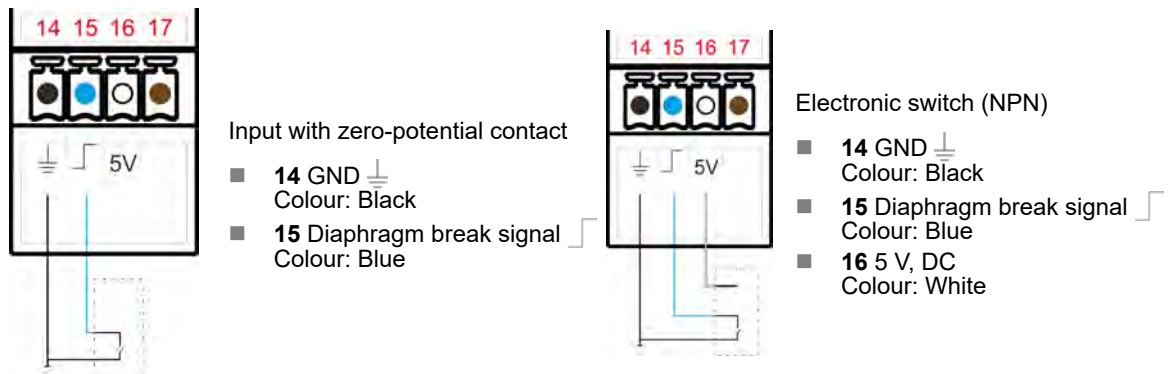 14 15 16 17
5V
Input with zero-potential contact
14 GND
Colour: Black
15 Diaphragm break signal
Colour: Blue
14 15 16 17
5V
Electronic switch (NPN)
14 GND
Colour: Black
15 Diaphragm break signal
Colour: Blue
16 5 V, DC
Colour: White